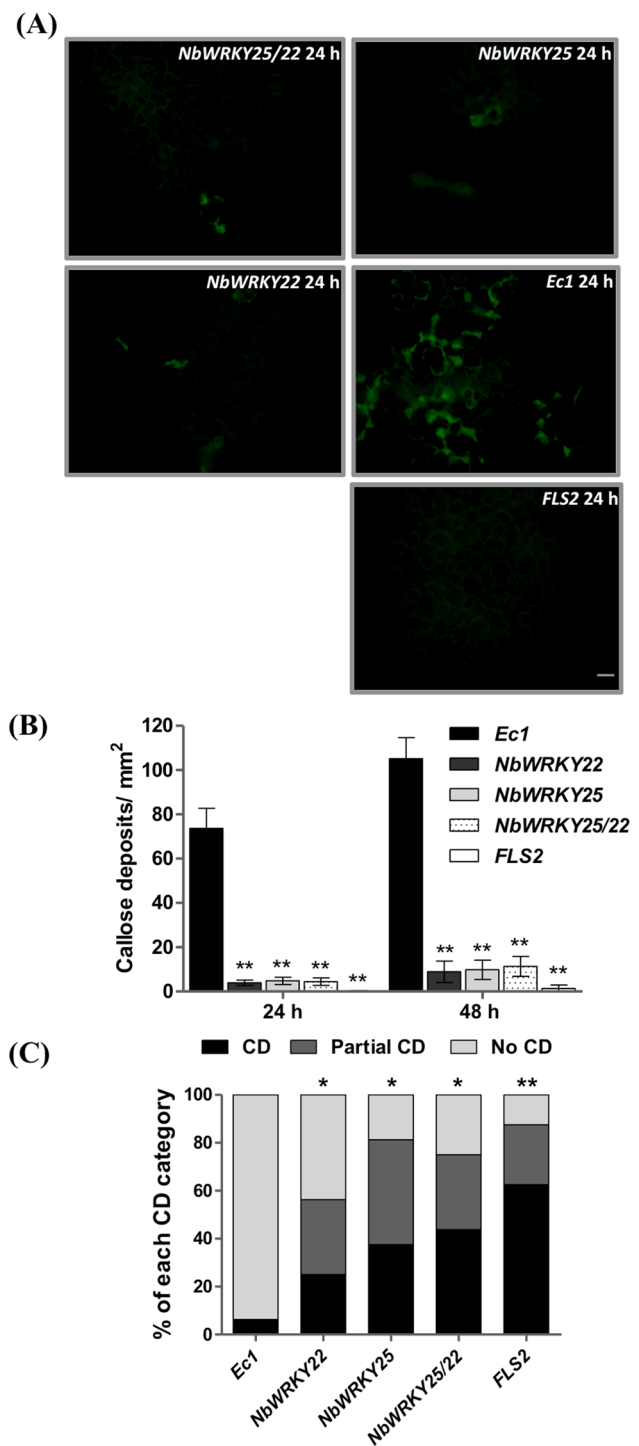 (A)
NbWRKY25/22 24 h
NbWRKY25 24 h
NbWRKY22 24 h
Ec1 24 h
FLS2 24 h
(B)
Callose deposits/ mm²
120
100
80
60
40
20
0
** ** ** **
** ** ** **
24 h
48 h
Ec1
NbWRKY22
NbWRKY25
NbWRKY25/22
FLS2
(C)
CD Partial CD No CD
% of each CD category
100
80
60
40
20
0
* * * **
Ec1
NbWRKY22
NbWRKY25
NbWRKY25/22
FLS2